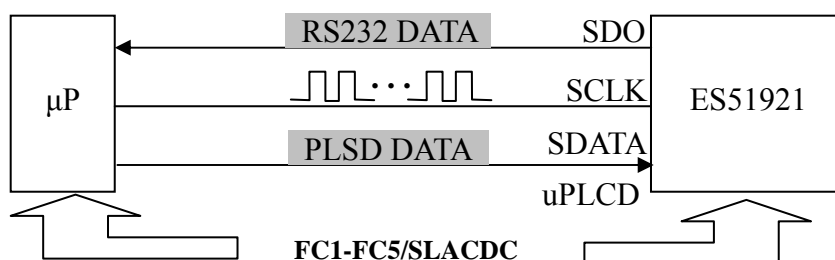 RS232 DATA SDO
μP SCLK ES51921
PLSD DATA SDATA
uPLCD
FC1-FC5/SLACDC